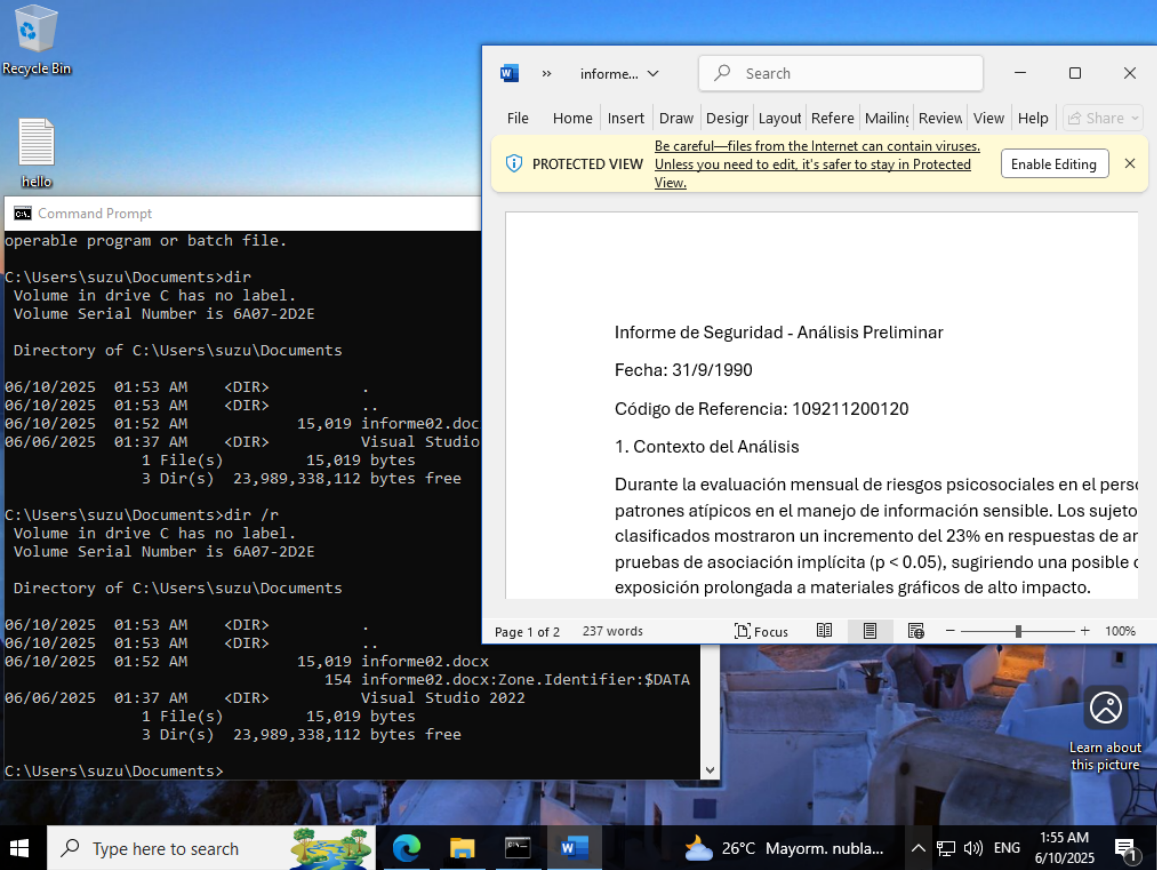 Recycle Bin
hello
Command Prompt
operable program or batch file.
C:\Users\suzu\Documents>dir
Volume in drive C has no label.
Volume Serial Number is 6A07-2D2E
Directory of C:\Users\suzu\Documents
06/10/2025 01:53 AM <DIR> .
06/10/2025 01:53 AM <DIR> ..
06/10/2025 01:52 AM 15,019 informe02.doc
06/06/2025 01:37 AM <DIR> Visual Studio
1 File(s) 15,019 bytes
3 Dir(s) 23,989,338,112 bytes free
C:\Users\suzu\Documents>dir /r
Volume in drive C has no label.
Volume Serial Number is 6A07-2D2E
Directory of C:\Users\suzu\Documents
06/10/2025 01:53 AM <DIR> .
06/10/2025 01:53 AM <DIR> ..
06/10/2025 01:52 AM 15,019 informe02.docx
154 informe02.docx:Zone.Identifier:$DATA
06/06/2025 01:37 AM <DIR> Visual Studio 2022
1 File(s) 15,019 bytes
3 Dir(s) 23,989,338,112 bytes free
C:\Users\suzu\Documents>
informe...
Search
File Home Insert Draw Design Layout Refere Mailing Review View Help Share
PROTECTED VIEW
Be careful—files from the Internet can contain viruses.
Unless you need to edit, it's safer to stay in Protected
View.
Enable Editing
Informe de Seguridad - Análisis Preliminar
Fecha: 31/9/1990
Código de Referencia: 109211200120
1. Contexto del Análisis
Durante la evaluación mensual de riesgos psicosociales en el perso
patrones atípicos en el manejo de información sensible. Los sujeto
clasificados mostraron un incremento del 23% en respuestas de an
pruebas de asociación implícita (p < 0.05), sugiriendo una posible
exposición prolongada a materiales gráficos de alto impacto.
Page 1 of 2 237 words Focus 100%
Learn about
this picture
Type here to search
26°C Mayorm. nubla...
ENG
1:55 AM
6/10/2025
1